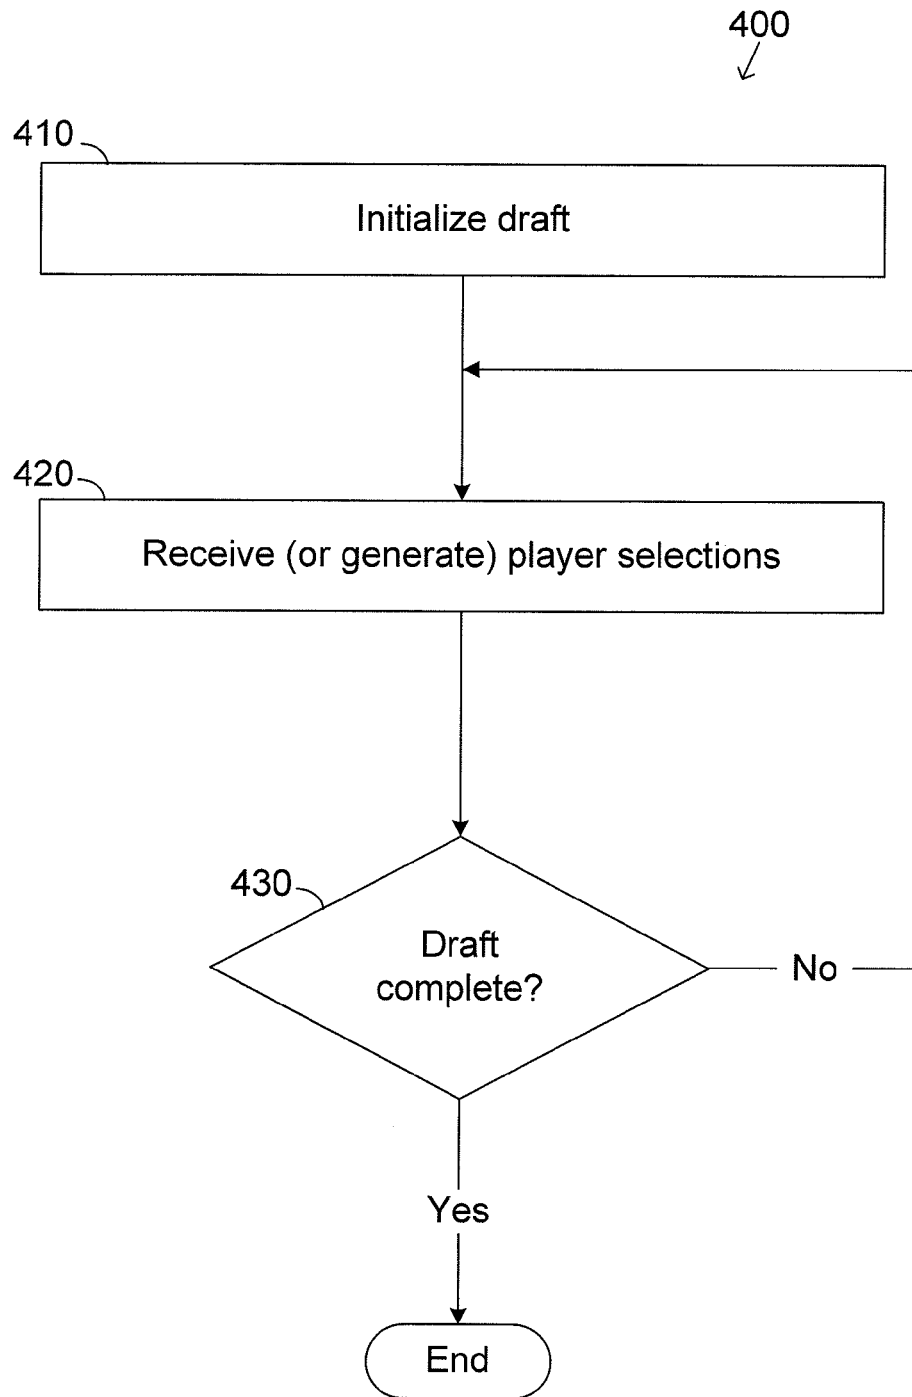 400
410
Initialize draft
420
Receive (or generate) player selections
430
Draft
complete?
No
Yes
End